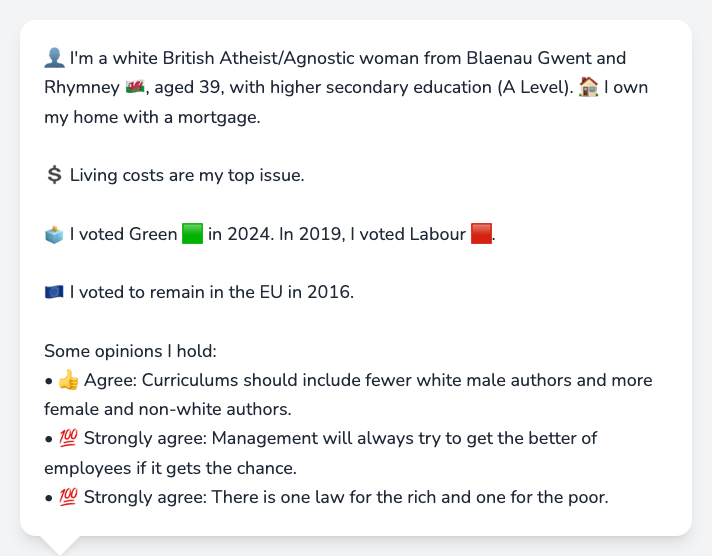 👤 I'm a white British Atheist/Agnostic woman from Blaenau Gwent and
Rhymney 🏴󠁧󠁢󠁷󠁬󠁳󠁿, aged 39, with higher secondary education (A Level). 🏠 I own
my home with a mortgage.
💲 Living costs are my top issue.
🗳️ I voted Green 🟩 in 2024. In 2019, I voted Labour 🟥.
🇪🇺 I voted to remain in the EU in 2016.
Some opinions I hold:
• 👍 Agree: Curriculums should include fewer white male authors and more
female and non-white authors.
• 💯 Strongly agree: Management will always try to get the better of
employees if it gets the chance.
• 💯 Strongly agree: There is one law for the rich and one for the poor.